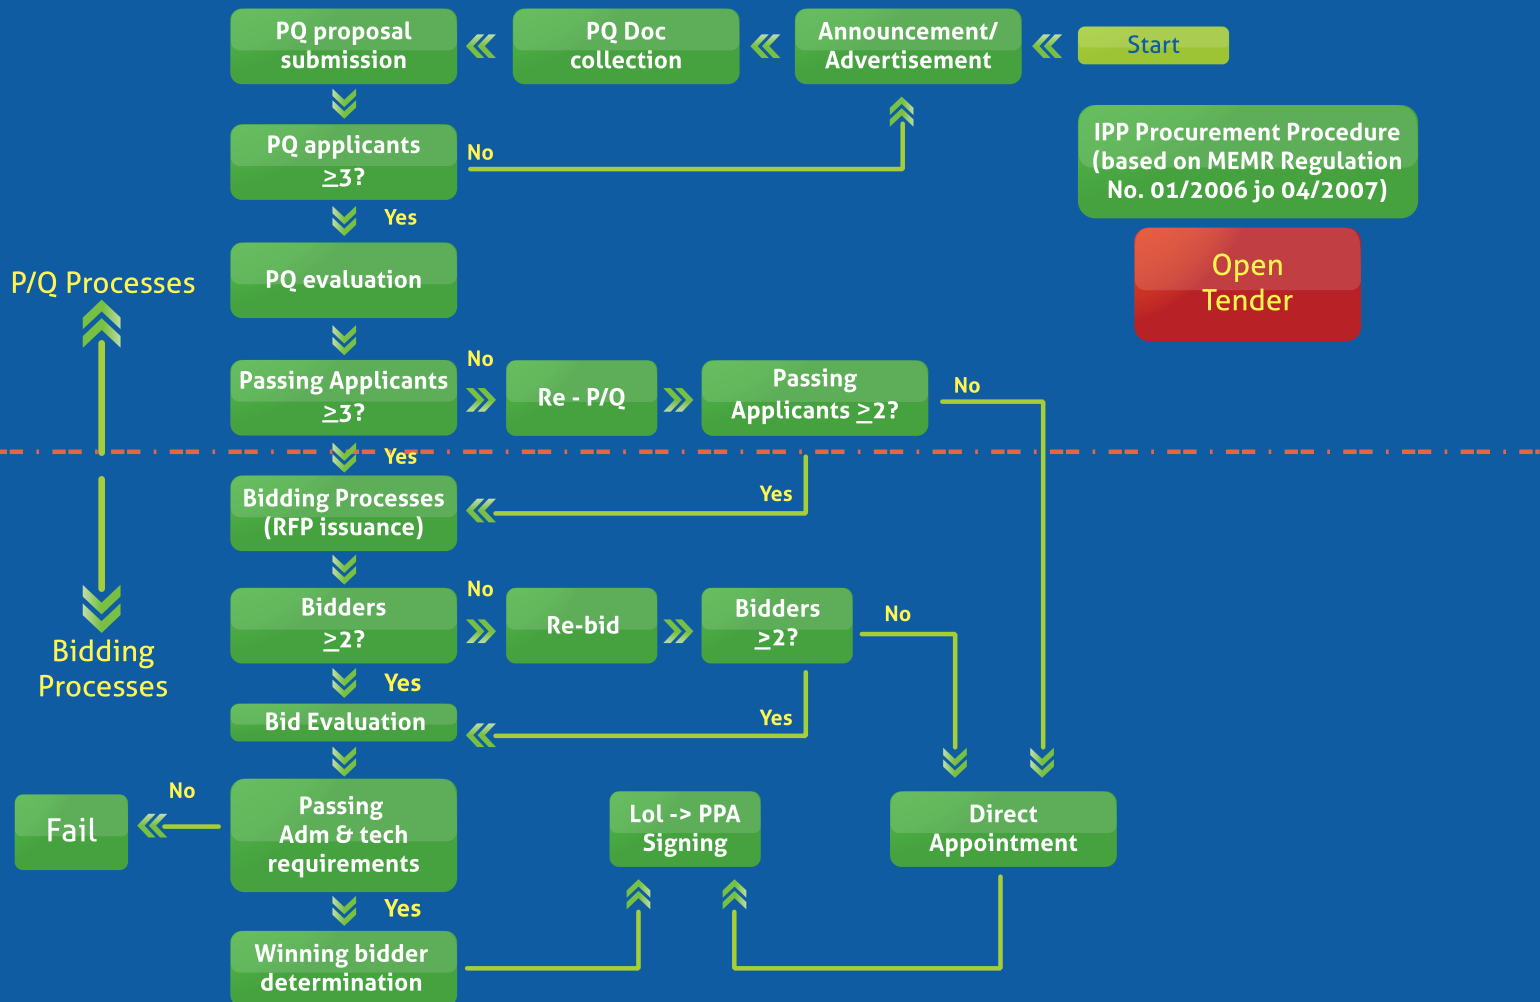 PQ proposal
submission
PQ Doc
collection
Announcement/
Advertisement
Start
PQ applicants
≥3?
No
IPP Procurement Procedure
(based on MEMR Regulation
No. 01/2006 jo 04/2007)
Yes
Open
Tender
PQ evaluation
P/Q Processes
Passing Applicants
≥3?
No
Re - P/Q
Passing
Applicants ≥2?
No
Yes
Bidding Processes
(RFP issuance)
Yes
Bidders
≥2?
No
Re-bid
Bidders
≥2?
No
Bidding
Processes
Yes
Bid Evaluation
Yes
Fail
No
Passing
Adm & tech
requirements
LoI -> PPA
Signing
Direct
Appointment
Yes
Winning bidder
determination